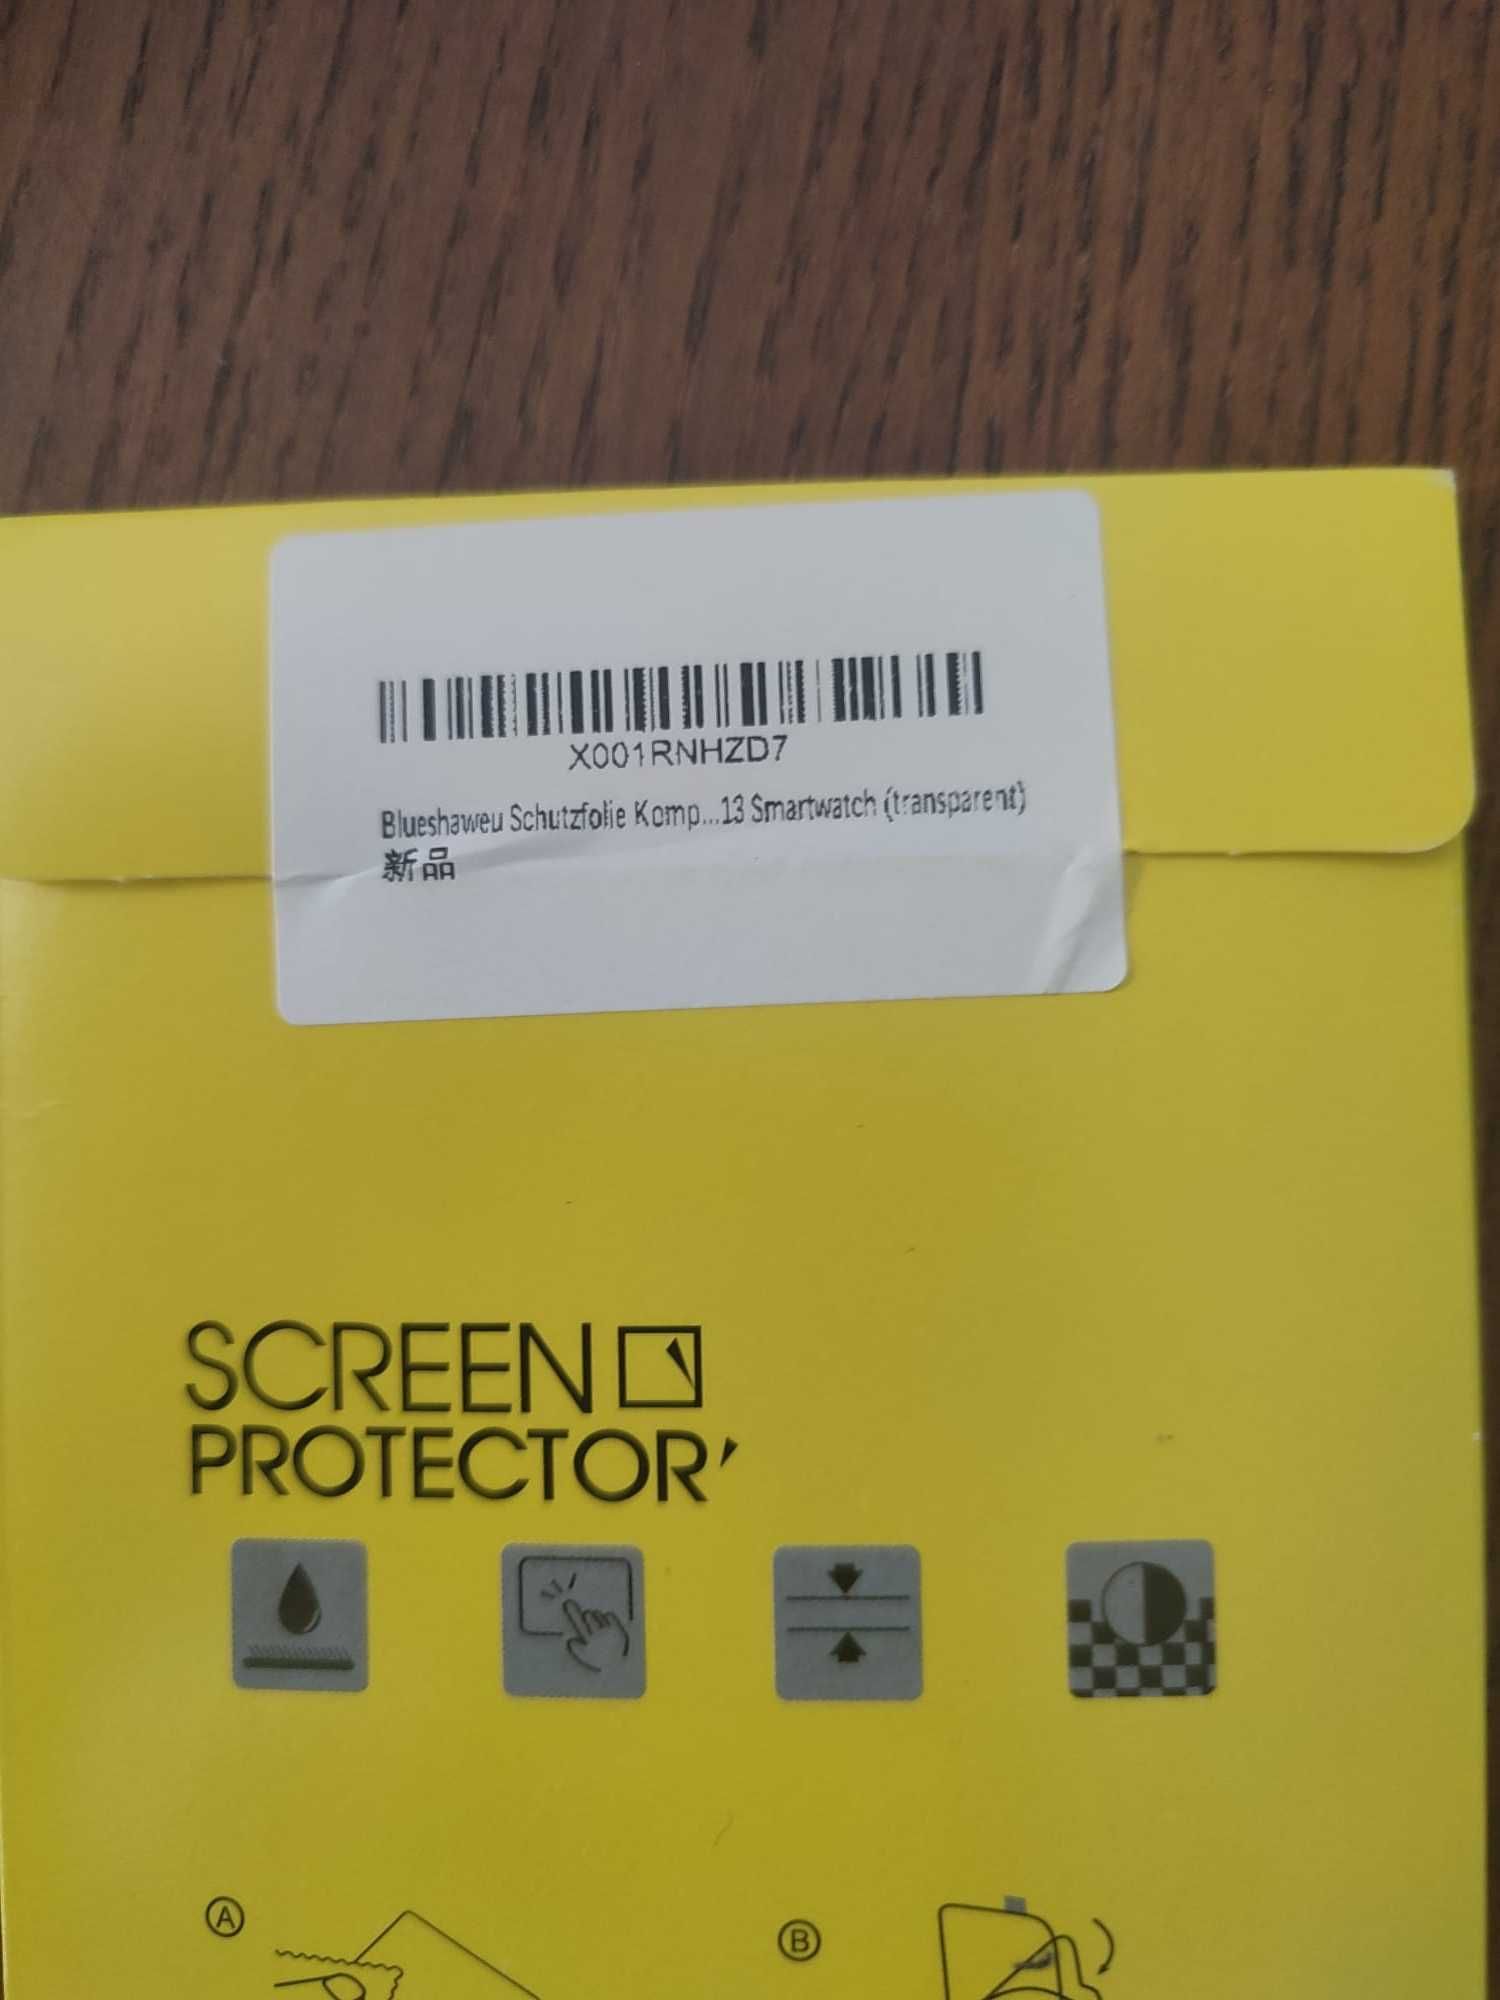 X001RNHZD7
Blueshaweu Schutzfolie Komp...13 Smartwatch (transparent)
新品
SCREEN
PROTECTOR
A
B